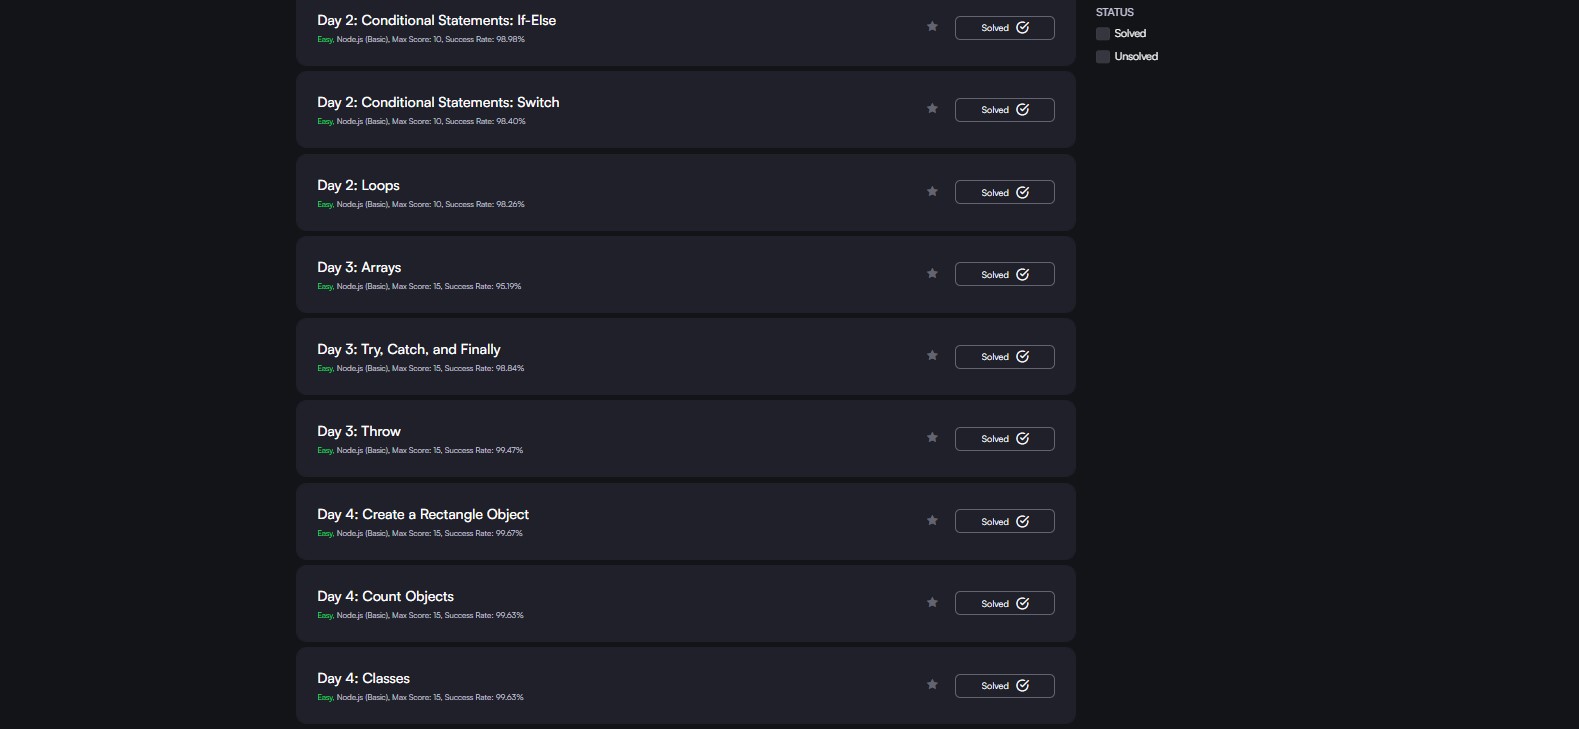 Day 2: Conditional Statements: If-Else
Easy, Node.js (Basic), Max Score: 10, Success Rate: 98.98%
Solved
Day 2: Conditional Statements: Switch
Easy, Node.js (Basic), Max Score: 10, Success Rate: 98.40%
Solved
Day 2: Loops
Easy, Node.js (Basic), Max Score: 10, Success Rate: 98.26%
Solved
Day 3: Arrays
Easy, Node.js (Basic), Max Score: 15, Success Rate: 95.19%
Solved
Day 3: Try, Catch, and Finally
Easy, Node.js (Basic), Max Score: 15, Success Rate: 98.84%
Solved
Day 3: Throw
Easy, Node.js (Basic), Max Score: 15, Success Rate: 99.47%
Solved
Day 4: Create a Rectangle Object
Easy, Node.js (Basic), Max Score: 15, Success Rate: 99.67%
Solved
Day 4: Count Objects
Easy, Node.js (Basic), Max Score: 15, Success Rate: 99.63%
Solved
Day 4: Classes
Easy, Node.js (Basic), Max Score: 15, Success Rate: 99.63%
Solved
STATUS
Solved
Unsolved